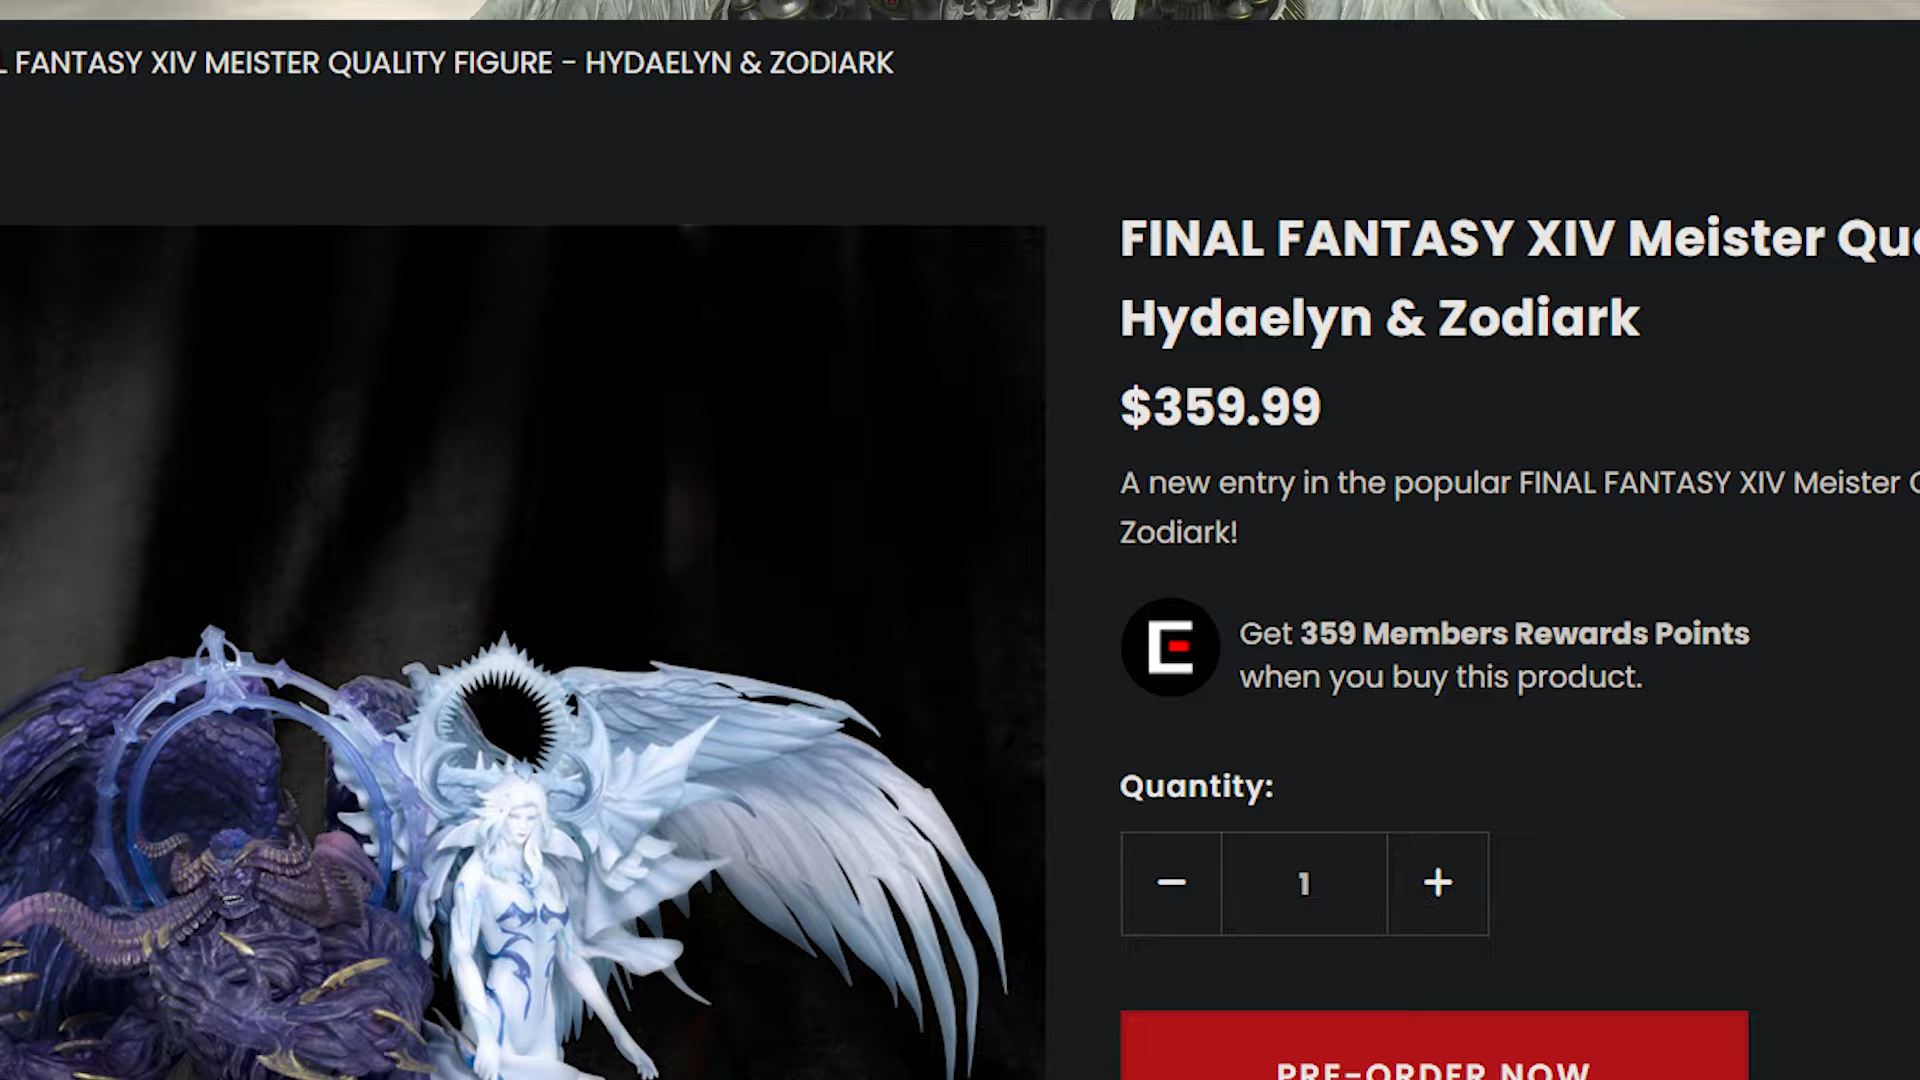 FANTASY XIV MEISTER QUALITY FIGURE - HYDAELYN & ZODIARK
FINAL FANTASY XIV Meister
Hydaelyn & Zodiark
$359.99
A new entry in the popular FINAL FANTASY XIV Meister
Zodiark!
Get 359 Members Rewards Points
when you buy this product.
Quantity:
- 1 +
PRE-ORDER NOW